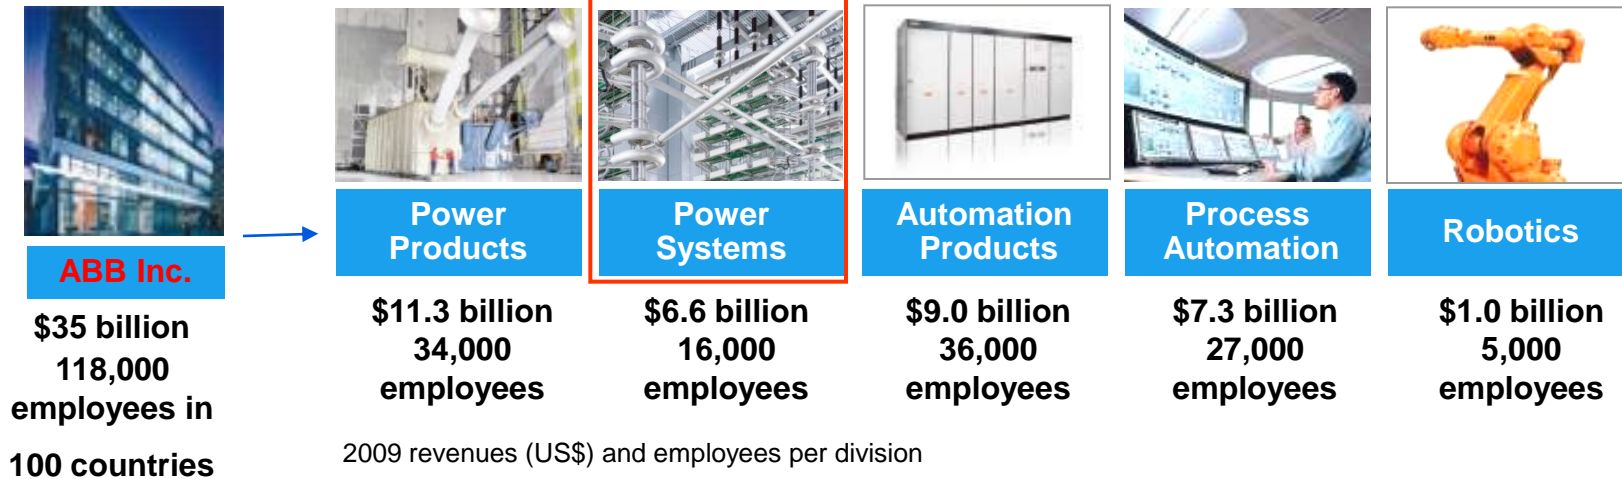 ABB Inc.
$35 billion
118,000
employees in
100 countries
Power
Products
$11.3 billion
34,000
employees
Power
Systems
$6.6 billion
16,000
employees
Automation
Products
$9.0 billion
36,000
employees
Process
Automation
$7.3 billion
27,000
employees
Robotics
$1.0 billion
5,000
employees
2009 revenues (US$) and employees per division